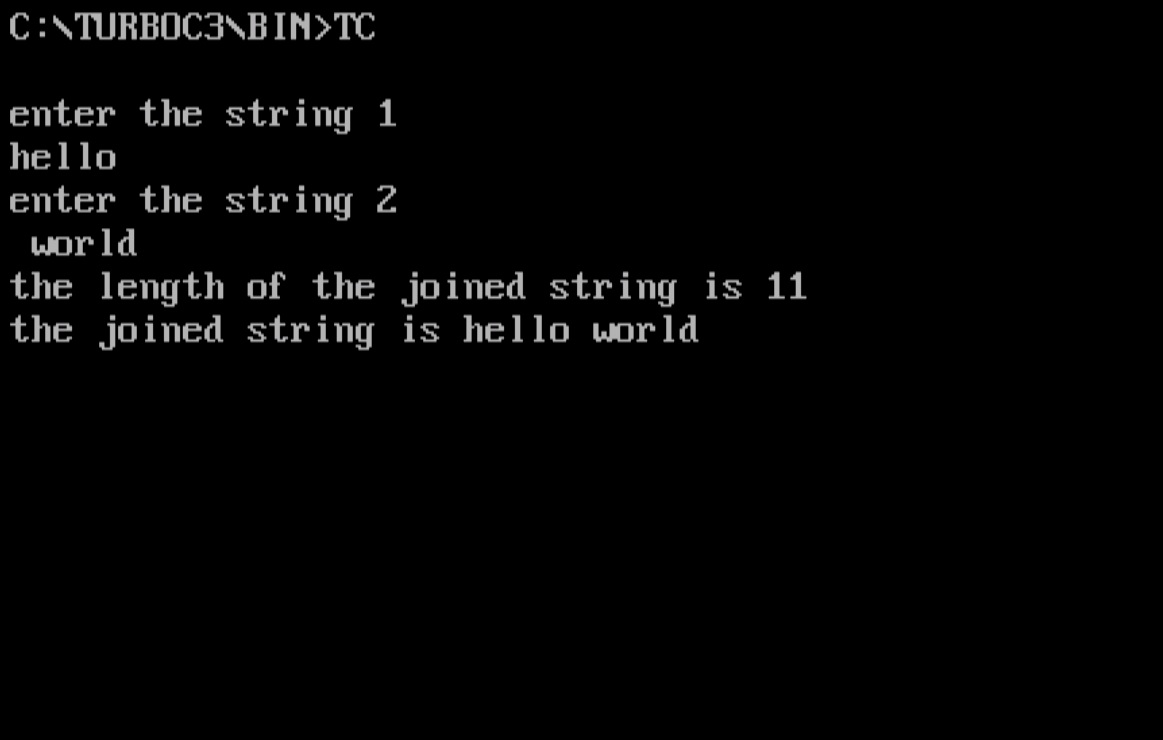 C:\TURBOC3\BIN>TC
enter the string 1
hello
enter the string 2
 world
the length of the joined string is 11
the joined string is hello world